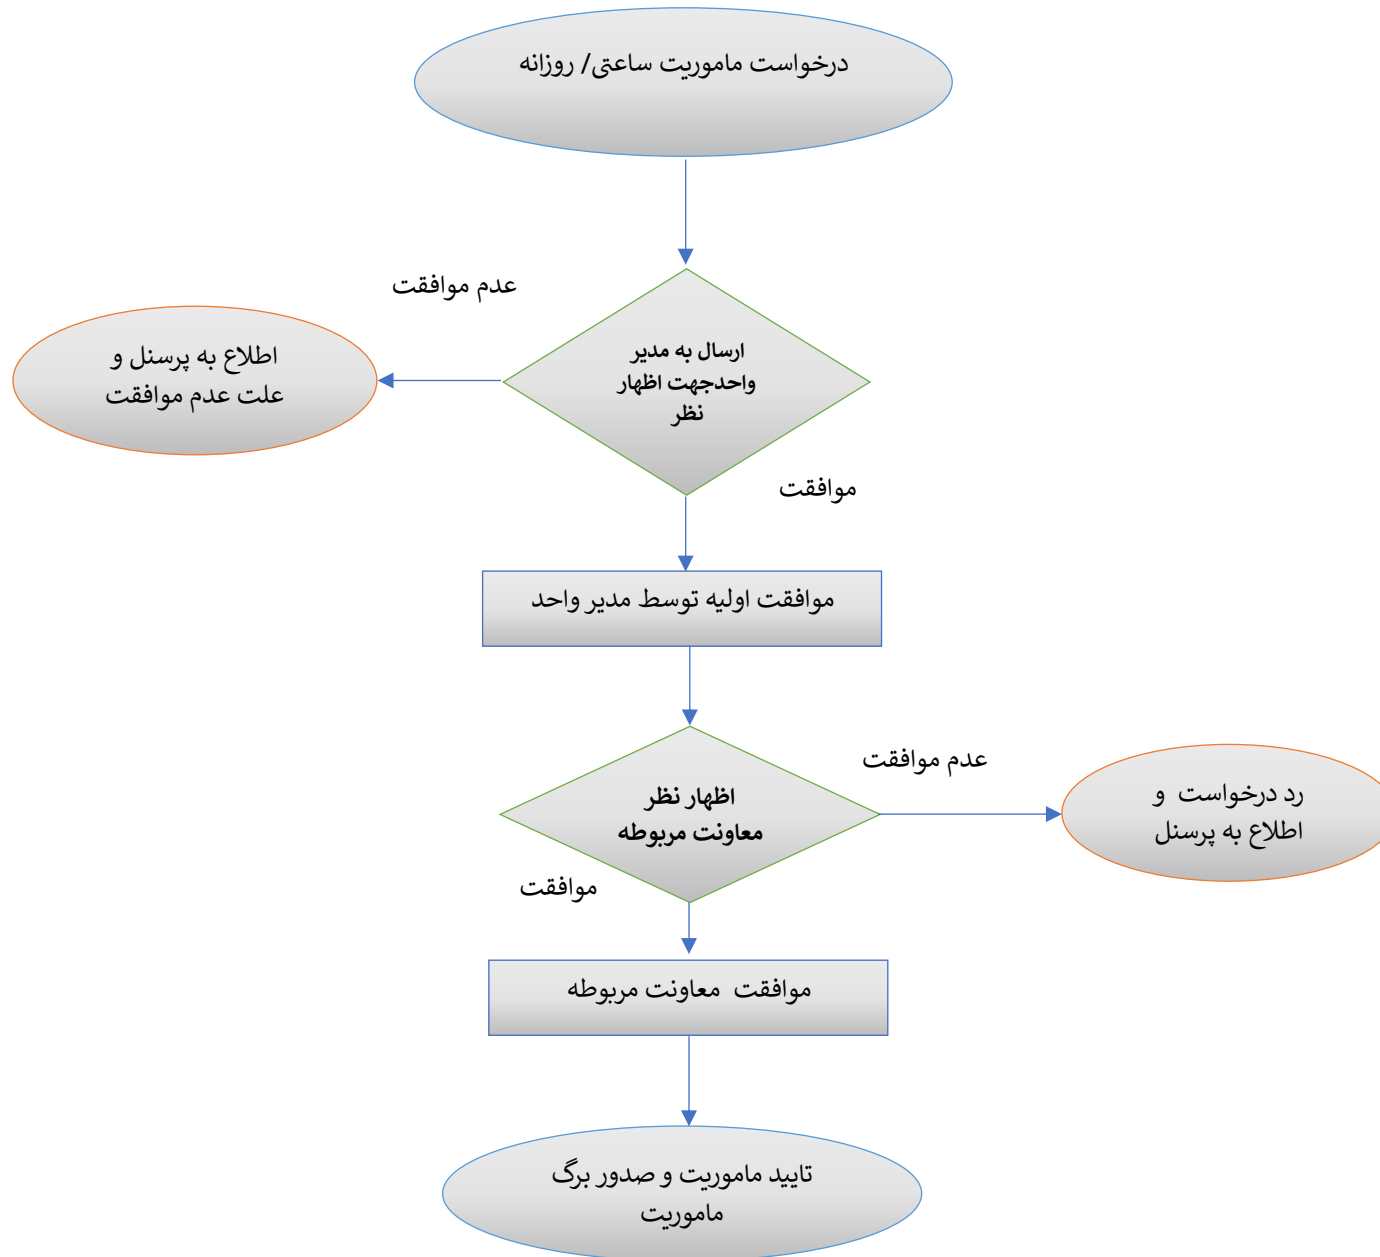 درخواست ماموریت ساعتی/ روزانه
عدم موافقت
ارسال به مدیر
واحدجهت اظهار
نظر
اطلاع به پرسنل و
علت عدم موافقت
موافقت
موافقت اولیه توسط مدیر واحد
عدم موافقت
اظهار نظر
معاونت مربوطه
رد درخواست و
اطلاع به پرسنل
موافقت
موافقت معاونت مربوطه
تایید ماموریت و صدور برگ
ماموریت